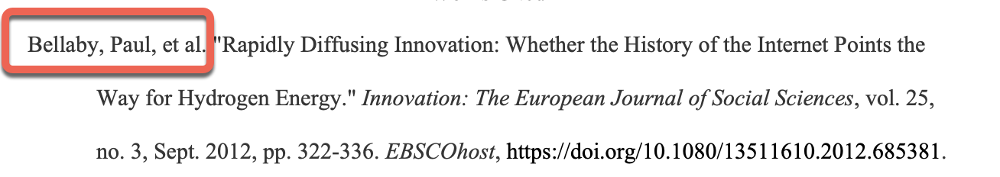 Bellaby, Paul, et al. "Rapidly Diffusing Innovation: Whether the History of the Internet Points the
Way for Hydrogen Energy." Innovation: The European Journal of Social Sciences, vol. 25,
no. 3, Sept. 2012, pp. 322-336. EBSCOhost, https://doi.org/10.1080/13511610.2012.685381.